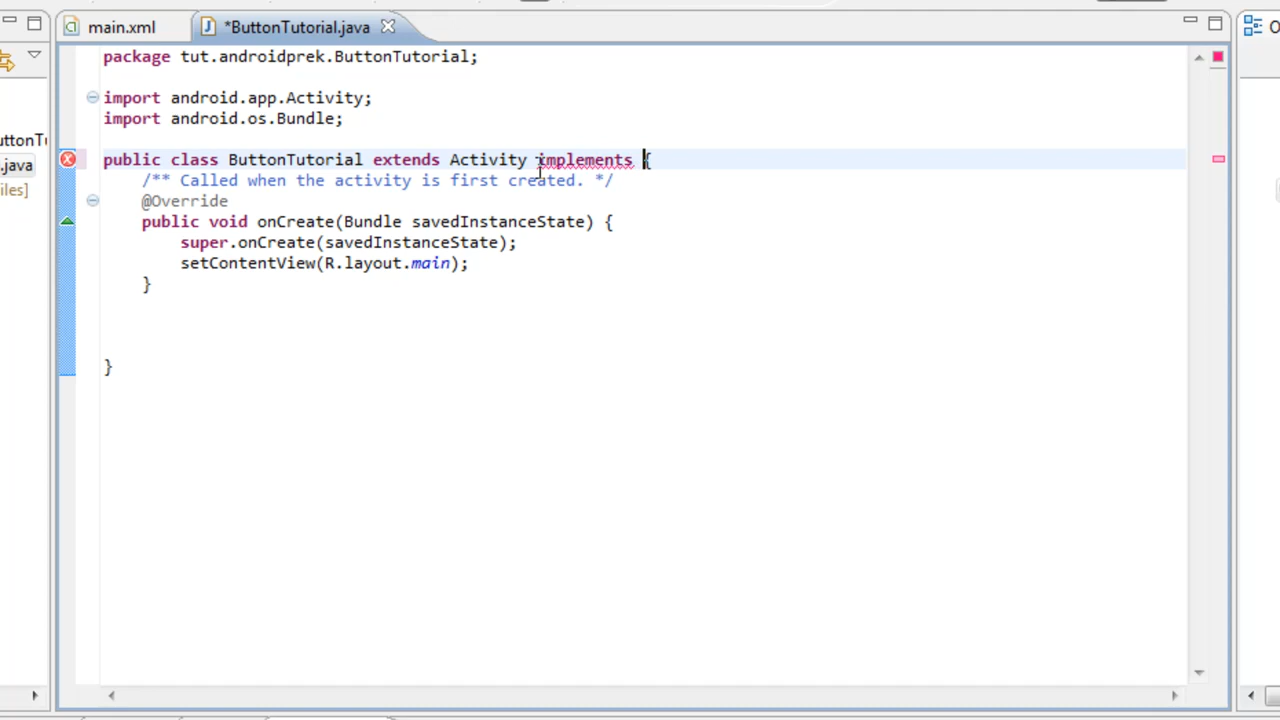 main.xml *ButtonTutorial.java
package tut.androidprek.ButtonTutorial;
import android.app.Activity;
import android.os.Bundle;
public class ButtonTutorial extends Activity implements {
/** Called when the activity is first created. */
@Override
public void onCreate(Bundle savedInstanceState) {
super.onCreate(savedInstanceState);
setContentView(R.layout.main);
}
}
.java
iles]